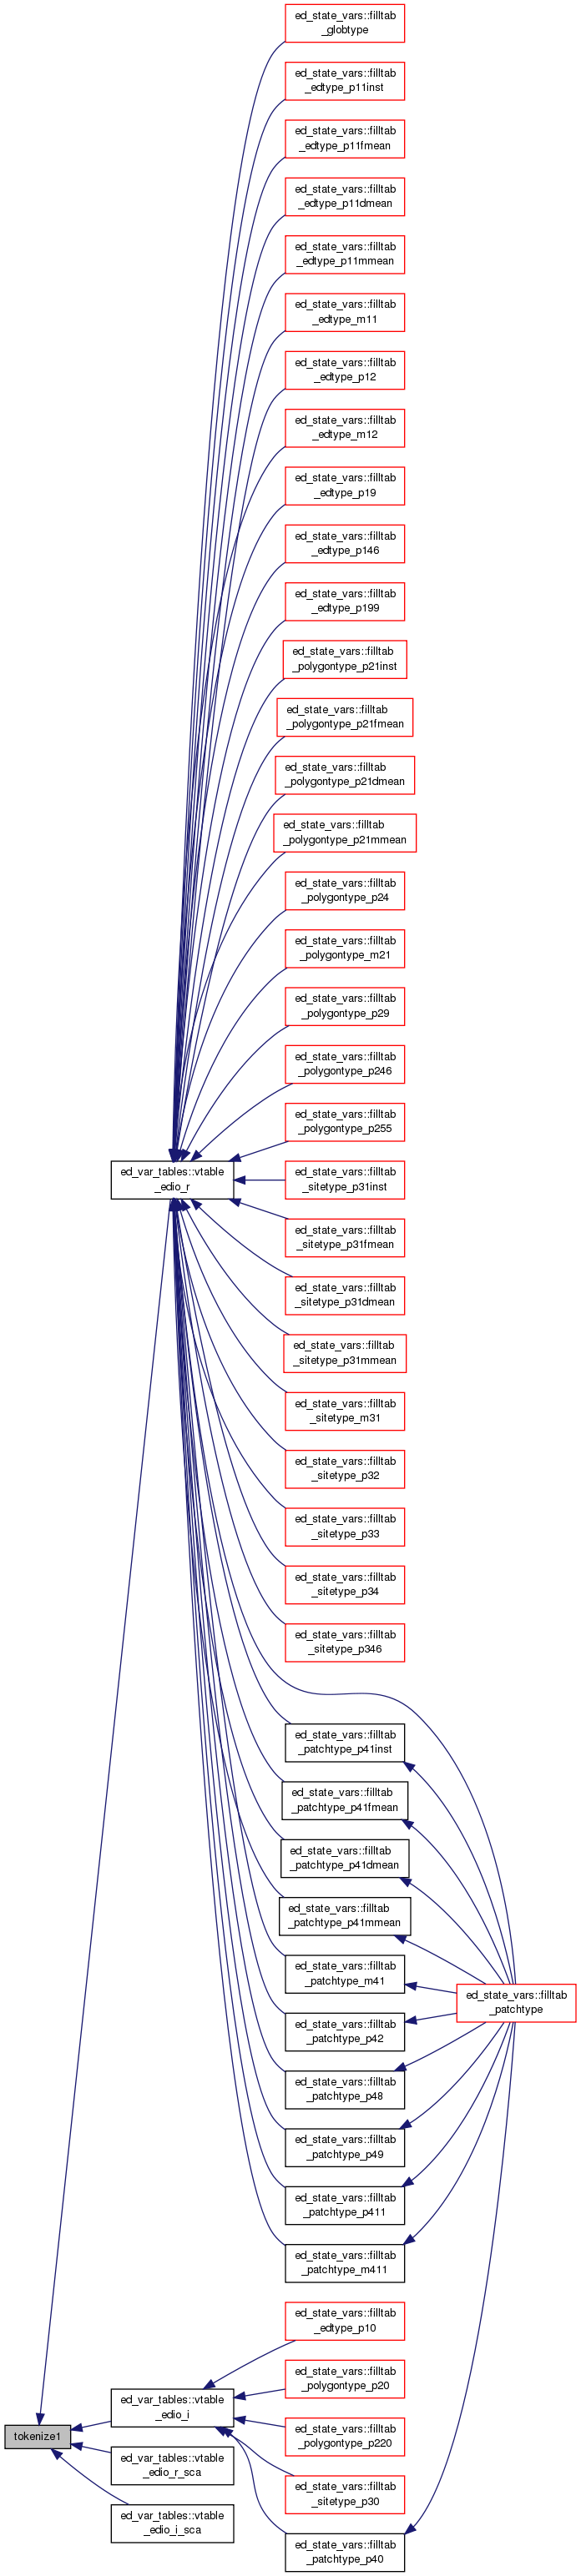 ed_state_vars::filltab
_globtype
ed_state_vars::filltab
_edtype_p11inst
ed_state_vars::filltab
_edtype_p11fmean
ed_state_vars::filltab
_edtype_p11dmean
ed_state_vars::filltab
_edtype_p11mmean
ed_state_vars::filltab
_edtype_m11
ed_state_vars::filltab
_edtype_p12
ed_state_vars::filltab
_edtype_m12
ed_state_vars::filltab
_edtype_p19
ed_state_vars::filltab
_edtype_p146
ed_state_vars::filltab
_edtype_p199
ed_state_vars::filltab
_polygontype_p21inst
ed_state_vars::filltab
_polygontype_p21fmean
ed_state_vars::filltab
_polygontype_p21dmean
ed_state_vars::filltab
_polygontype_p21mmean
ed_state_vars::filltab
_polygontype_p24
ed_state_vars::filltab
_polygontype_m21
ed_state_vars::filltab
_polygontype_p29
ed_state_vars::filltab
_polygontype_p246
ed_state_vars::filltab
_polygontype_p255
ed_var_tables::vtable
_edio_r
ed_state_vars::filltab
_sitetype_p31inst
ed_state_vars::filltab
_sitetype_p31fmean
ed_state_vars::filltab
_sitetype_p31dmean
ed_state_vars::filltab
_sitetype_p31mmean
ed_state_vars::filltab
_sitetype_m31
ed_state_vars::filltab
_sitetype_p32
ed_state_vars::filltab
_sitetype_p33
ed_state_vars::filltab
_sitetype_p34
ed_state_vars::filltab
_sitetype_p346
ed_state_vars::filltab
_patchtype_p41inst
ed_state_vars::filltab
_patchtype_p41fmean
ed_state_vars::filltab
_patchtype_p41dmean
ed_state_vars::filltab
_patchtype_p41mmean
ed_state_vars::filltab
_patchtype_m41
ed_state_vars::filltab
_patchtype
ed_state_vars::filltab
_patchtype_p42
ed_state_vars::filltab
_patchtype_p48
ed_state_vars::filltab
_patchtype_p49
ed_state_vars::filltab
_patchtype_p411
ed_state_vars::filltab
_patchtype_m411
ed_state_vars::filltab
_edtype_p10
ed_state_vars::filltab
_polygontype_p20
ed_var_tables::vtable
_edio_i
tokenize1
ed_state_vars::filltab
_polygontype_p220
ed_var_tables::vtable
_edio_r_sca
ed_state_vars::filltab
_sitetype_p30
ed_var_tables::vtable
_edio_i_sca
ed_state_vars::filltab
_patchtype_p40